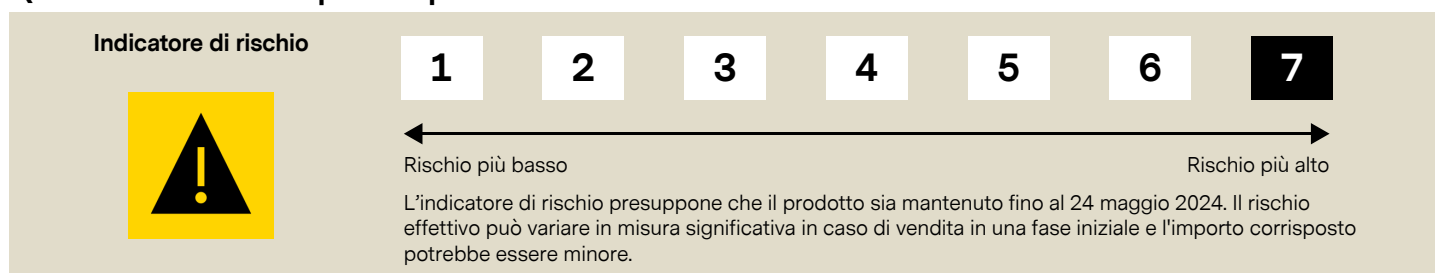 Indicatore di rischio
1 2 3 4 5 6 7
Rischio più basso Rischio più alto
L'indicatore di rischio presuppone che il prodotto sia mantenuto fino al 24 maggio 2024. Il rischio
effettivo può variare in misura significativa in caso di vendita in una fase iniziale e l'importo corrisposto
potrebbe essere minore.